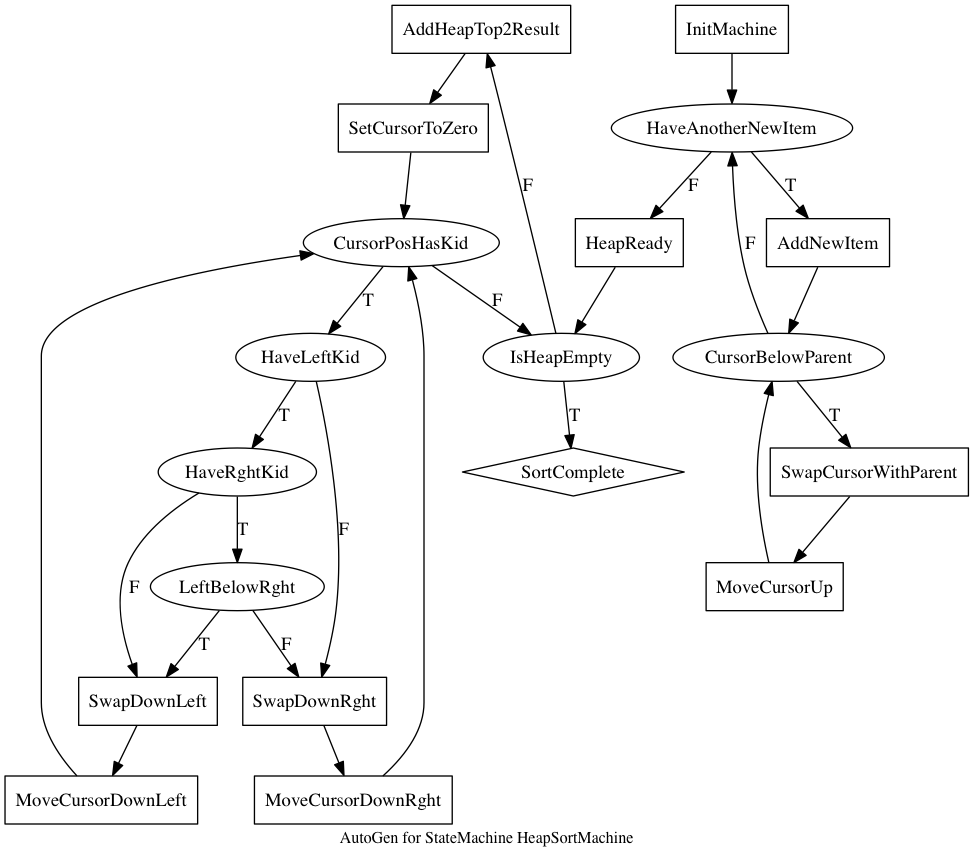 AddHeapTop2Result
InitMachine
SetCursorToZero
HaveAnotherNewItem
F
F
T
CursorPosHasKid
HeapReady
AddNewItem
T
F
F
HaveLeftKid
IsHeapEmpty
CursorBelowParent
T
T
T
HaveRghtKid
SortComplete
SwapCursorWithParent
T
F
F
LeftBelowRght
MoveCursorUp
T
F
SwapDownLeft
SwapDownRght
MoveCursorDownLeft
MoveCursorDownRght
AutoGen for StateMachine HeapSortMachine